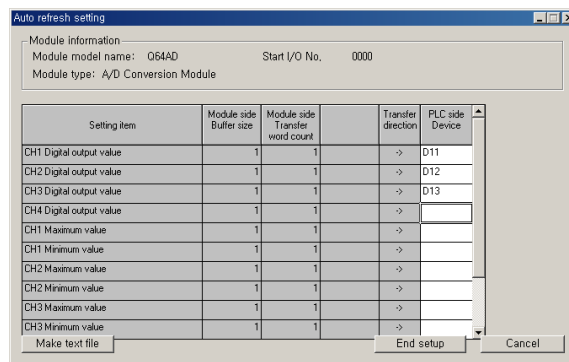 Auto refresh setting
Module information
Module model name: Q64AD Start I/O No. 0000
Module type: A/D Conversion Module
Setting item Module side Buffer size Module side Transfer word count Transfer direction PLC side Device
CH1 Digital output value 1 1 -> D11
CH2 Digital output value 1 1 -> D12
CH3 Digital output value 1 1 -> D13
CH4 Digital output value 1 1 ->
CH1 Maximum value 1 1 ->
CH1 Minimum value 1 1 ->
CH2 Maximum value 1 1 ->
CH2 Minimum value 1 1 ->
CH3 Maximum value 1 1 ->
CH3 Minimum value 1 1 ->
Make text file End setup Cancel